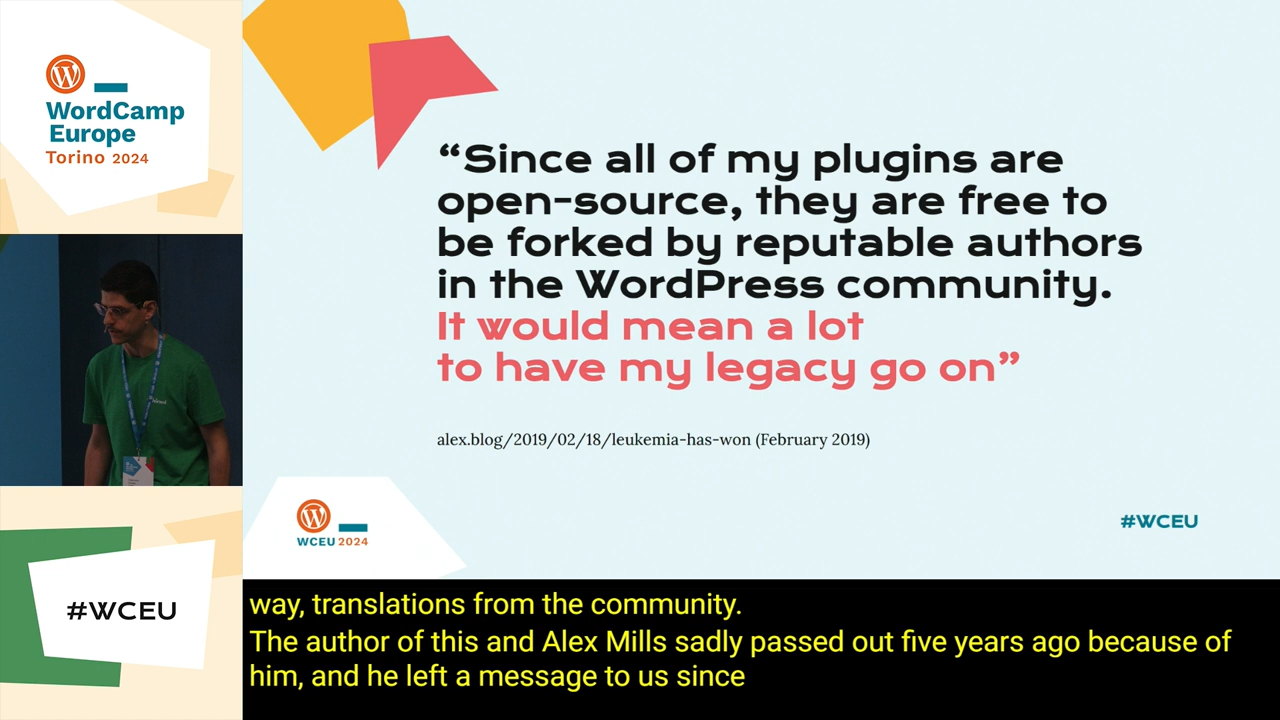 WordCamp
Europe
Torino 2024
#WCEU
“Since all of my plugins are
open-source, they are free to
be forked by reputable authors
in the WordPress community.
It would mean a lot
to have my legacy go on”
alex.blog/2019/02/18/leukemia-has-won (February 2019)
WCEU 2024
#WCEU
way, translations from the community.
The author of this and Alex Mills sadly passed out five years ago because of
him, and he left a message to us since